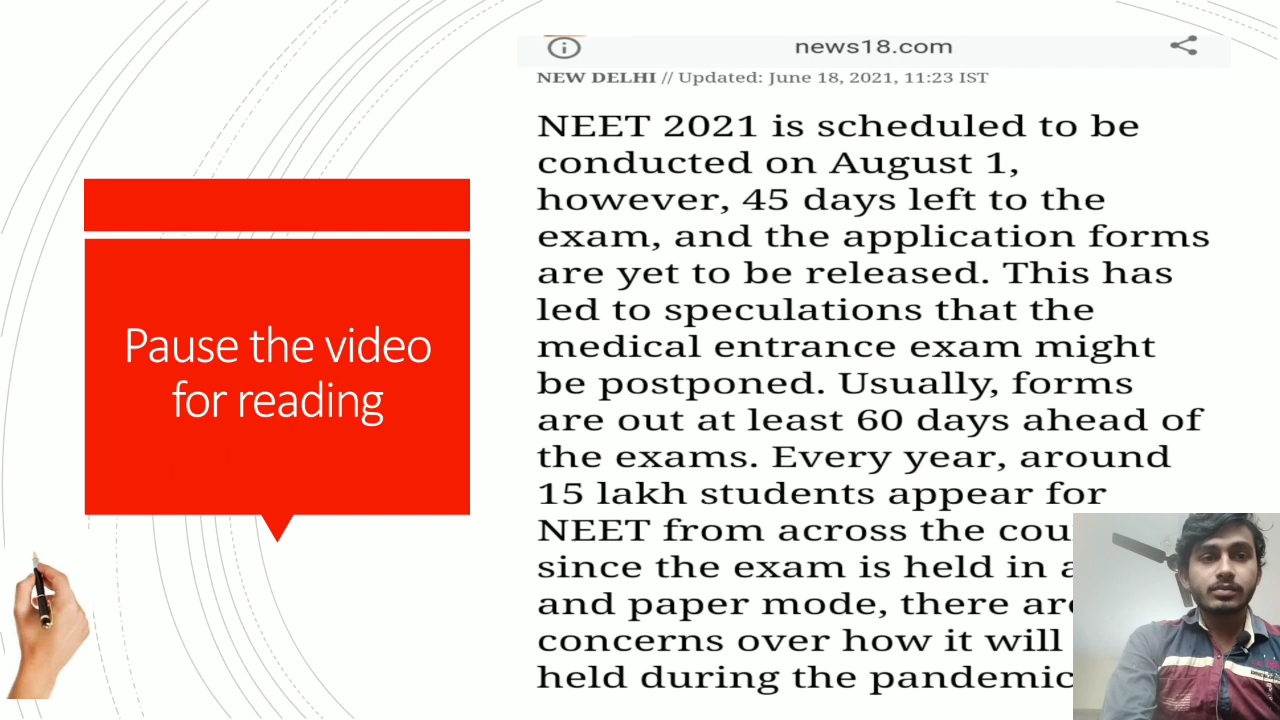 Pause the video
for reading
news18.com
NEW DELHI // Updated: June 18, 2021, 11:23 IST
NEET 2021 is scheduled to be
conducted on August 1,
however, 45 days left to the
exam, and the application forms
are yet to be released. This has
led to speculations that the
medical entrance exam might
be postponed. Usually, forms
are out at least 60 days ahead of
the exams. Every year, around
15 lakh students appear for
NEET from across the
since the exam is held in
and paper mode, there
concerns over how it will
held during the pandemic